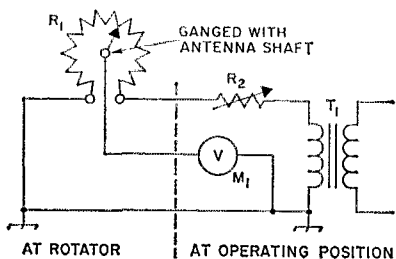 R1
GANGED WITH
ANTENNA SHAFT
R2
T1
V
M1
AT ROTATOR
AT OPERATING POSITION